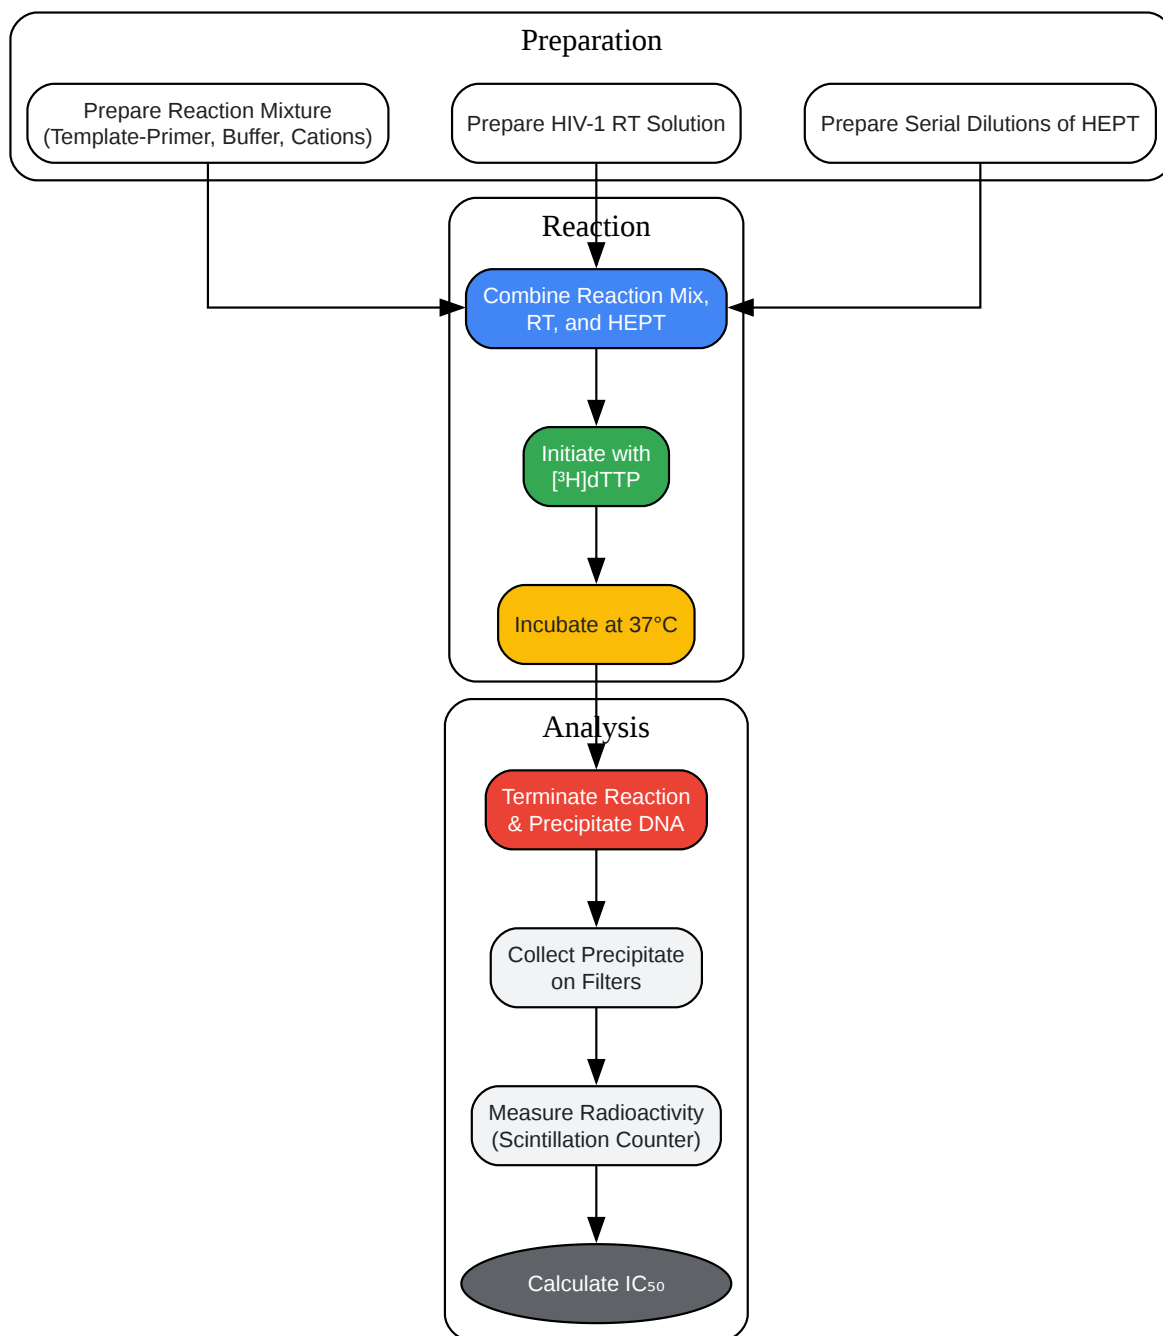 Preparation
Prepare Reaction Mixture
(Template-Primer, Buffer, Cations)
Prepare HIV-1 RT Solution
Prepare Serial Dilutions of HEPT
Reaction
Combine Reaction Mix,
RT, and HEPT
Initiate with
[³H]dTTP
Incubate at 37°C
Analysis
Terminate Reaction
& Precipitate DNA
Collect Precipitate
on Filters
Measure Radioactivity
(Scintillation Counter)
Calculate IC₅₀